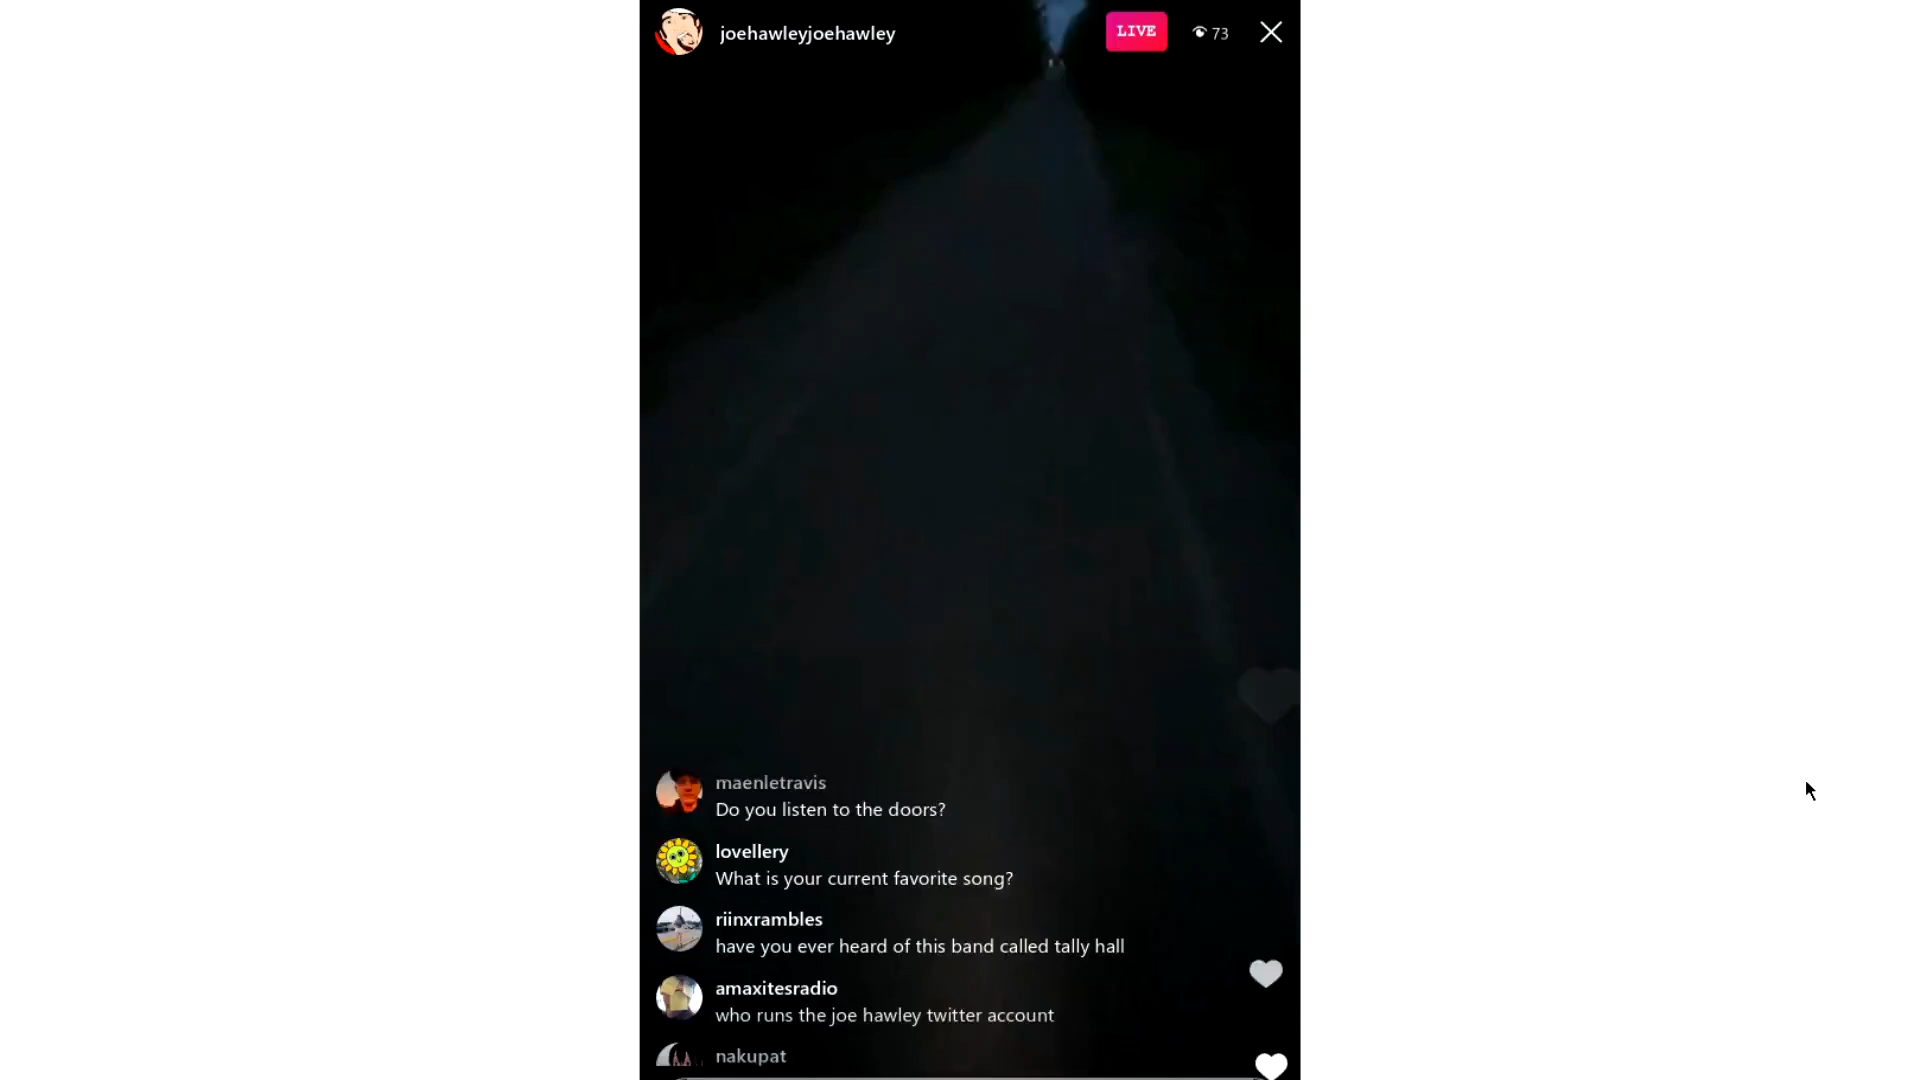 joehawleyjoehawley
LIVE
73
maenletravis
Do you listen to the doors?
lovellery
What is your current favorite song?
riinxrambles
have you ever heard of this band called tally hall
amaxitesradio
who runs the joe hawley twitter account
nakupat